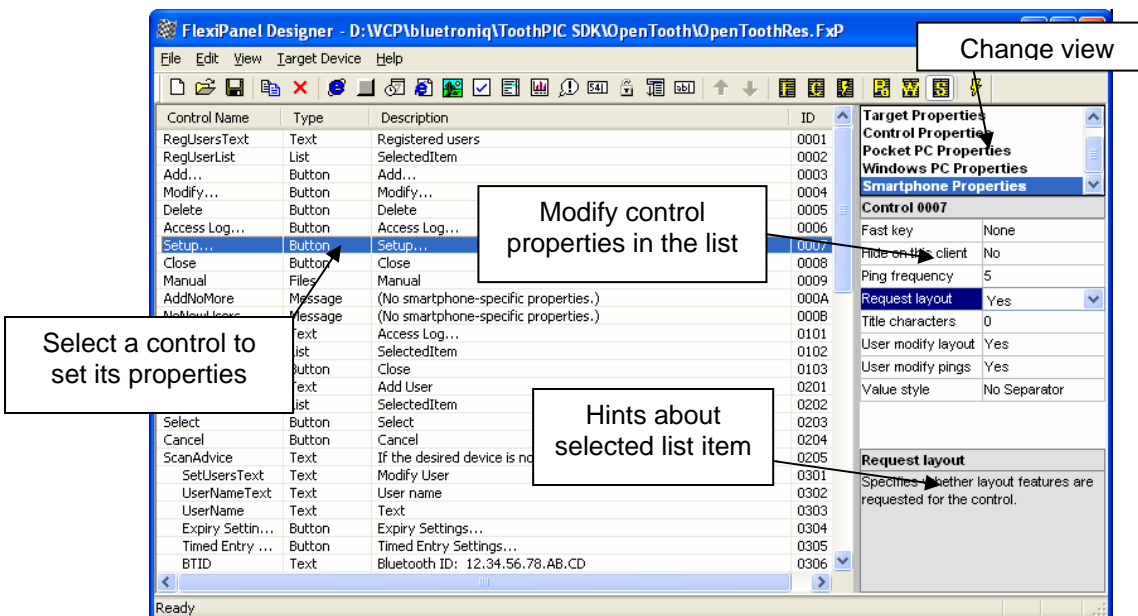 FlexiPanel Designer - D:\VCP\bluetroniq\ToothPIC SDK\OpenTooth\OpenToothRes.FxP
Change view
File Edit View Target Device Help
Control Name Type Description ID
RegUsersText Text Registered users 0001
RegUserList List SelectedItem 0002
Add... Button Add... 0003
Modify... Button Modify... 0004
Delete Button Delete 0005
Access Log... Button Access Log... 0006
Setup... Button Setup... 0007
Close Button Close 0008
Manual Files Manual 0009
AddNoMore Message (No smartphone-specific properties.) 000A
NoNewUsers Message (No smartphone-specific properties.) 000B
Text Access Log... 0101
List SelectedItem 0102
Button Close 0103
Text Add User 0201
List SelectedItem 0202
Select Button Select 0203
Cancel Button Cancel 0204
ScanAdvice Text If the desired device is no 0205
SetUsersText Text Modify User 0301
UserNameText Text User name 0302
UserName Text Text 0303
Expiry Settin... Button Expiry Settings... 0304
Timed Entry ... Button Timed Entry Settings... 0305
BTID Text Bluetooth ID: 12.34.56.78.AB.CD 0306
Ready
Target Properties
Control Properties
Pocket PC Properties
Windows PC Properties
Smartphone Properties
Control 0007
Fast key None
Hide on this client No
Ping frequency 5
Request layout Yes
Title characters 0
User modify layout Yes
User modify pings Yes
Value style No Separator
Request layout
Specifies whether layout features are
requested for the control.
Modify control
properties in the list
Select a control to
set its properties
Hints about
selected list item